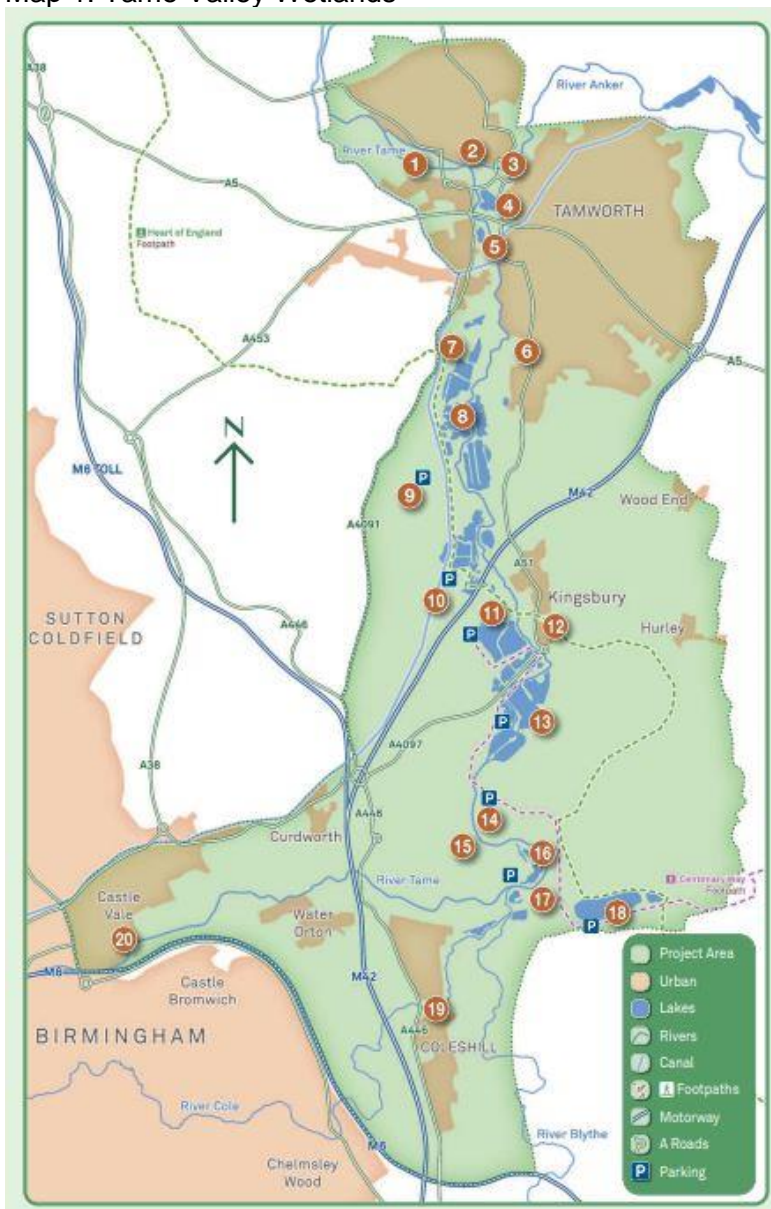 Map 1: Tame Valley Wetlands
A38
River Anker
River Tame
1
2
3
A5
4
TAMWORTH
Heart of England
Footpath
5
A453
7
6
A5
8
N
M6 TOLL
M42
9
P
Wood End
A4091
A51
P
SUTTON
COLDFIELD
10
11
Kingsbury
A446
P
12
Hurley
P
13
A4097
A38
P
A446
14
Curdworth
15
16
River Tame
P
Centenary Way
Footpath
Castle
Vale
17
18
Water
Orton
P
20
Project Area
M6
M42
Urban
Castle
Bromwich
Lakes
19
BIRMINGHAM
A446
Rivers
COLESHILL
Canal
Footpaths
River Cole
Motorway
River Blythe
A Roads
M6
Chelmsley
Wood
P
Parking